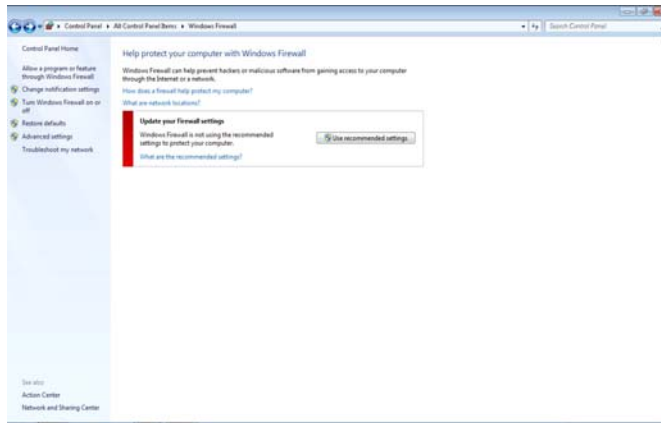 Control Panel ▸ All Control Panel Items ▸ Windows Firewall
Search Control Panel
Control Panel Home
Allow a program or feature
through Windows Firewall
Change notification settings
Turn Windows Firewall on or
off
Restore defaults
Advanced settings
Troubleshoot my network
Help protect your computer with Windows Firewall
Windows Firewall can help prevent hackers or malicious software from gaining access to your computer
through the Internet or a network.
How does a firewall help protect my computer?
What are network locations?
Update your Firewall settings
Windows Firewall is not using the recommended
settings to protect your computer.
Use recommended settings
What are the recommended settings?
See also
Action Center
Network and Sharing Center